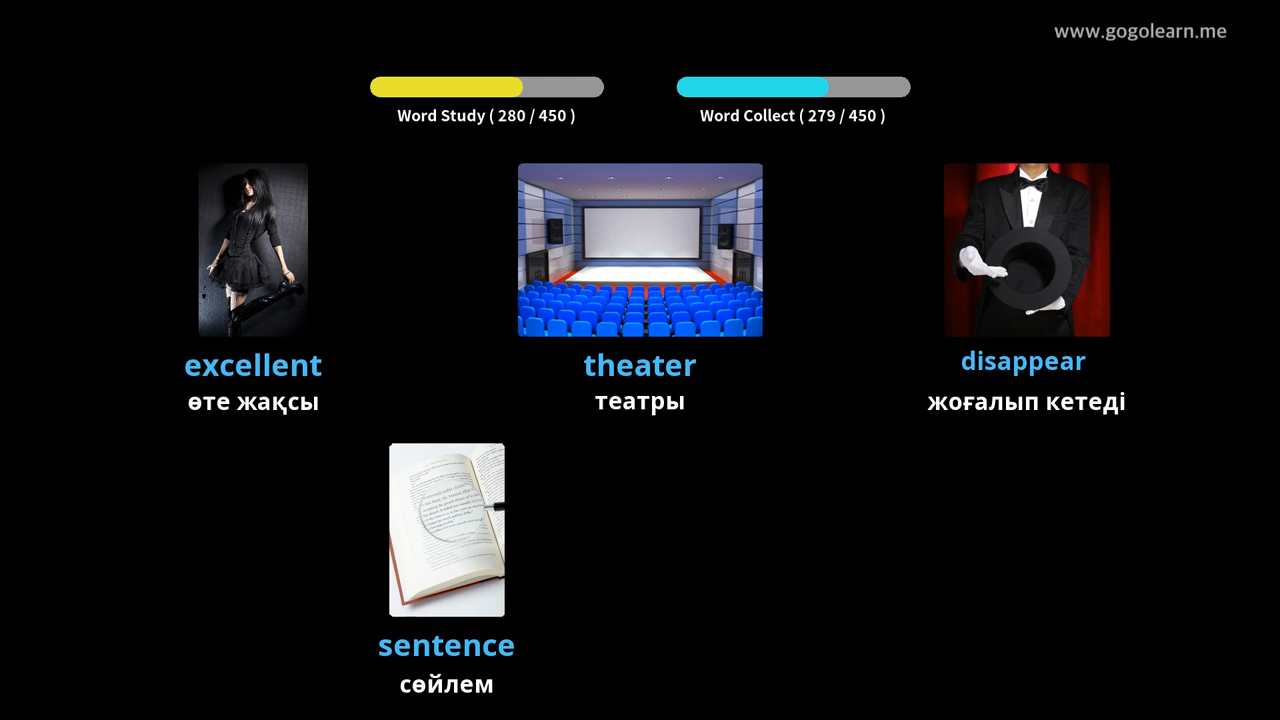 www.gogolearn.me
Word Study ( 280 / 450 )
Word Collect ( 279 / 450 )
excellent
өте жақсы
theater
театры
disappear
жоғалып кетеді
sentence
сөйлем